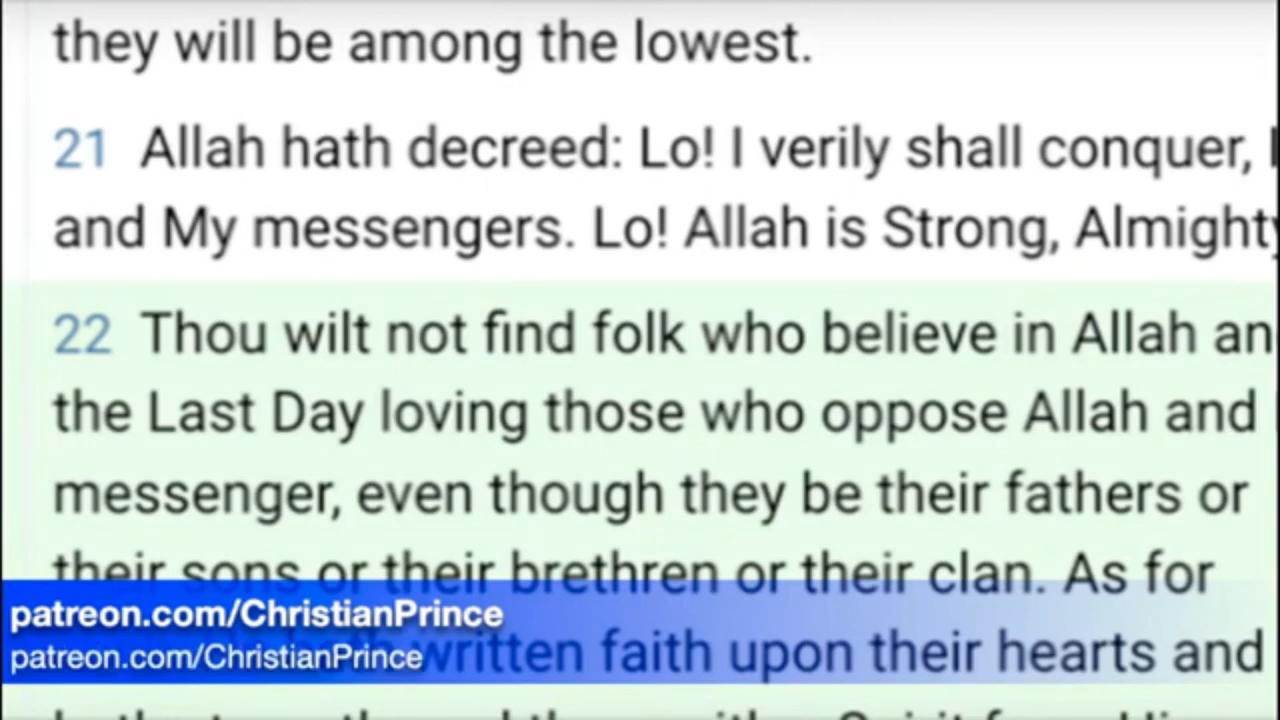 they will be among the lowest.
21 Allah hath decreed: Lo! I verily shall conquer,
and My messengers. Lo! Allah is Strong, Almighty
22 Thou wilt not find folk who believe in Allah an
the Last Day loving those who oppose Allah and
messenger, even though they be their fathers or
their sons or their brethren or their clan. As for
patreon.com/ChristianPrince
patreon.com/ChristianPrince
written faith upon their hearts and